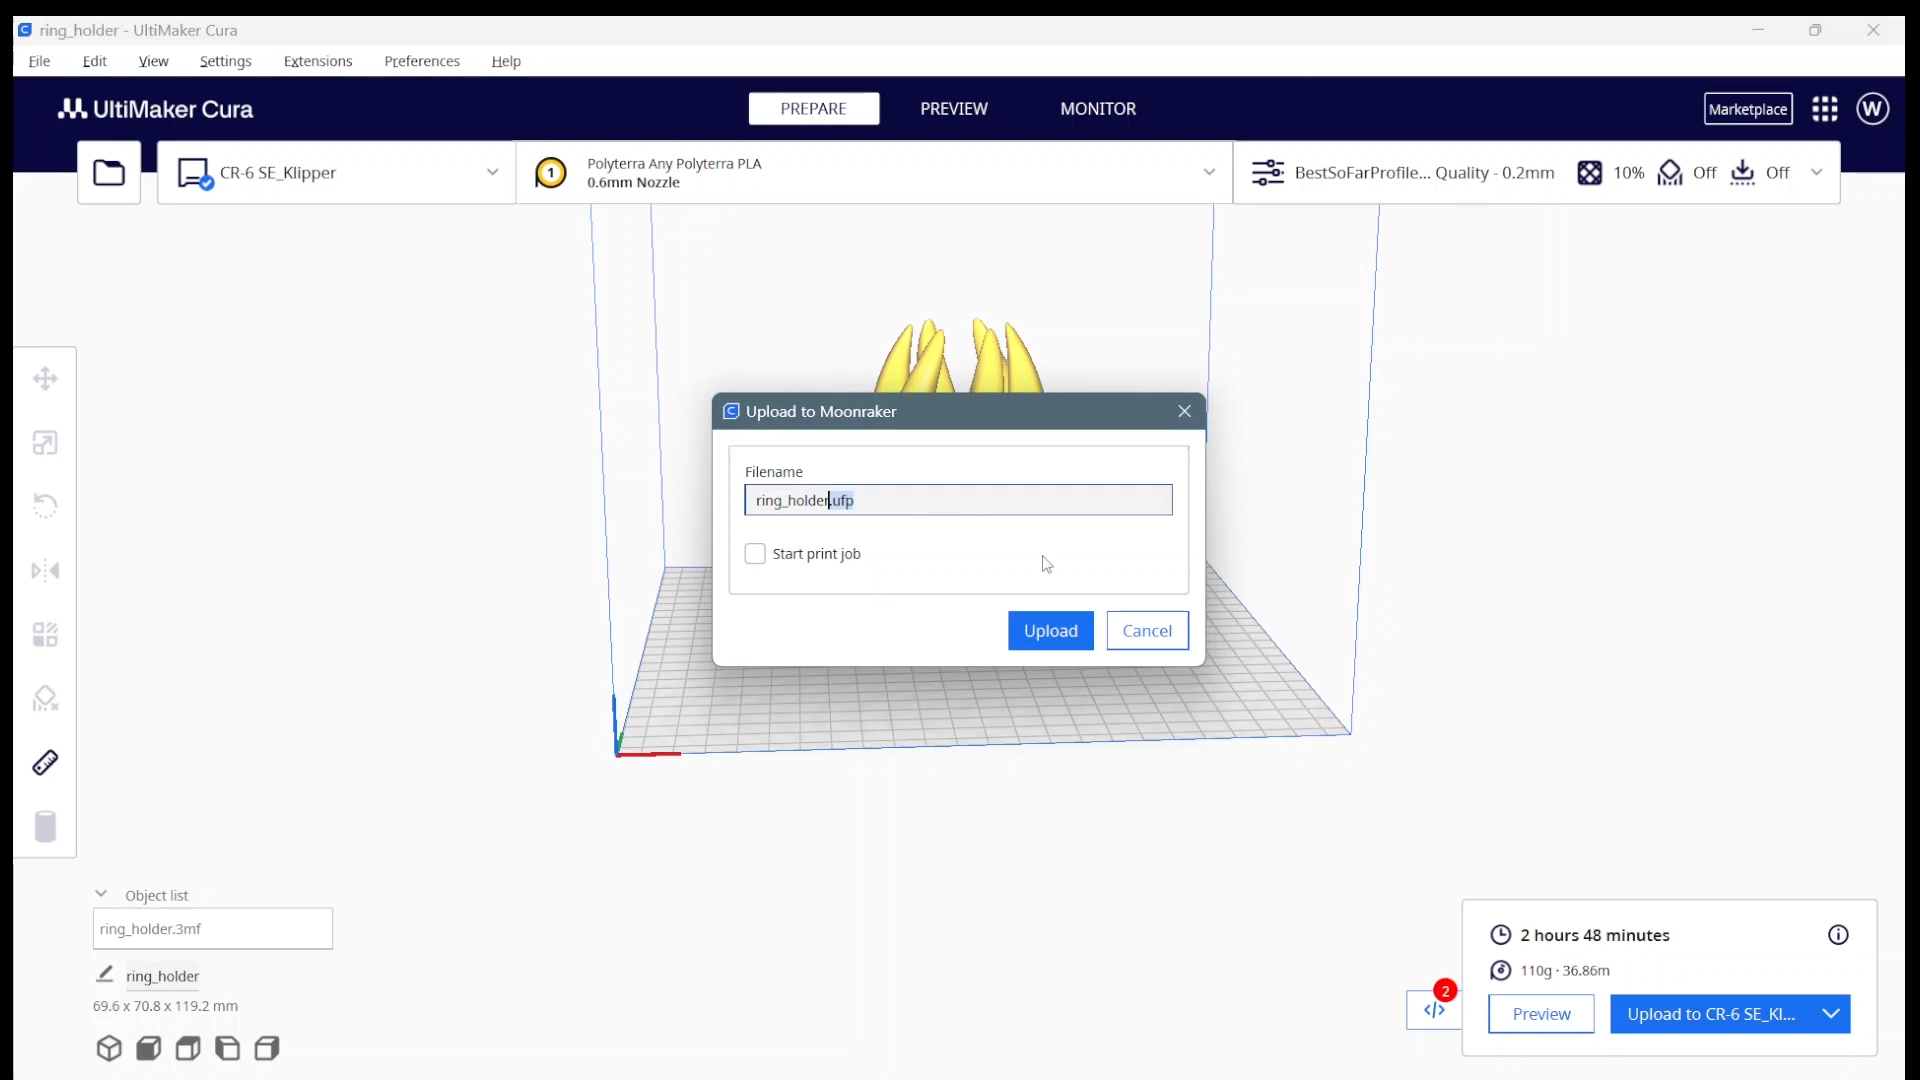 ring_holder - UltiMaker Cura
File Edit View Settings Extensions Preferences Help
UltiMaker Cura
PREPARE PREVIEW MONITOR
Marketplace W
CR-6 SE_Klipper
1
Polyterra Any Polyterra PLA
0.6mm Nozzle
BestSoFarProfile... Quality - 0.2mm 10% Off Off
Upload to Moonraker
Filename
ring_holder.ufp
Start print job
Upload Cancel
Object list
ring_holder.3mf
ring_holder
69.6 x 70.8 x 119.2 mm
2 hours 48 minutes
110g · 36.86m
2
Preview Upload to CR-6 SE_Kl...